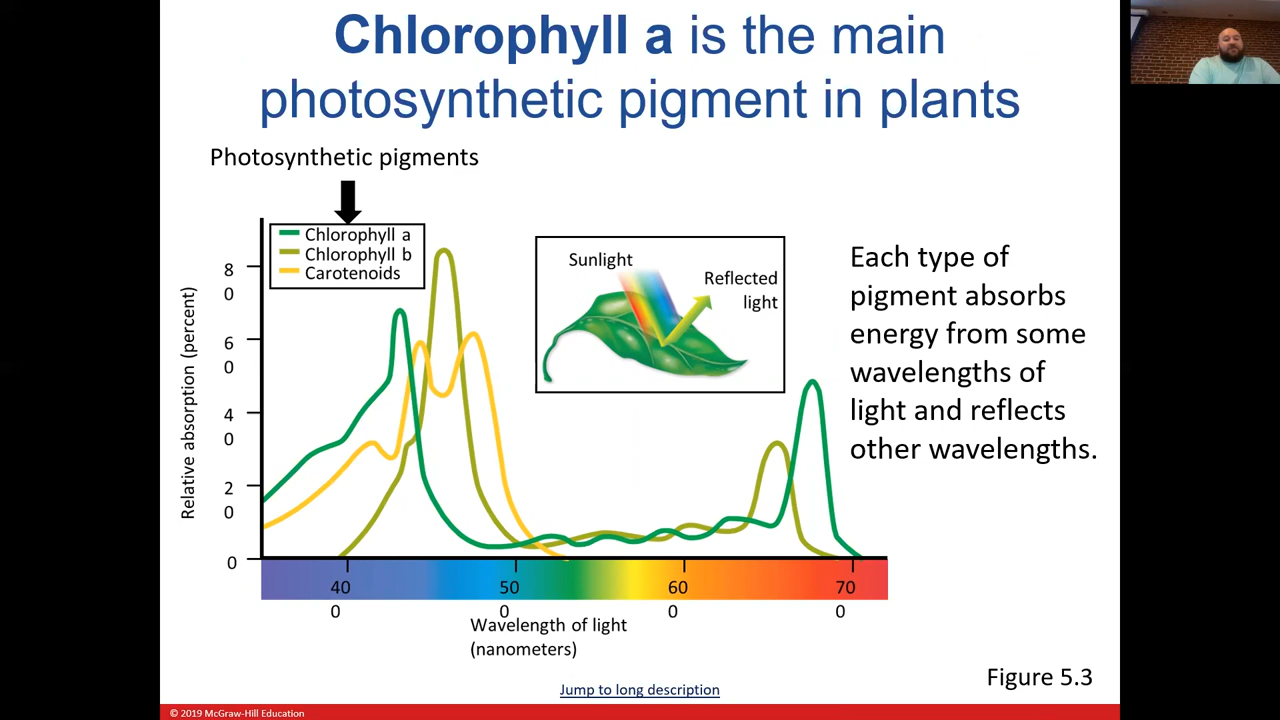 Chlorophyll a is the main
photosynthetic pigment in plants
Photosynthetic pigments
Chlorophyll a
Chlorophyll b
Carotenoids
Relative absorption (percent)
8
0
6
0
4
0
2
0
0
Sunlight
Reflected
light
Each type of
pigment absorbs
energy from some
wavelengths of
light and reflects
other wavelengths.
40
0
50
0
60
0
70
0
Wavelength of light
(nanometers)
Figure 5.3
Jump to long description
© 2019 McGraw-Hill Education